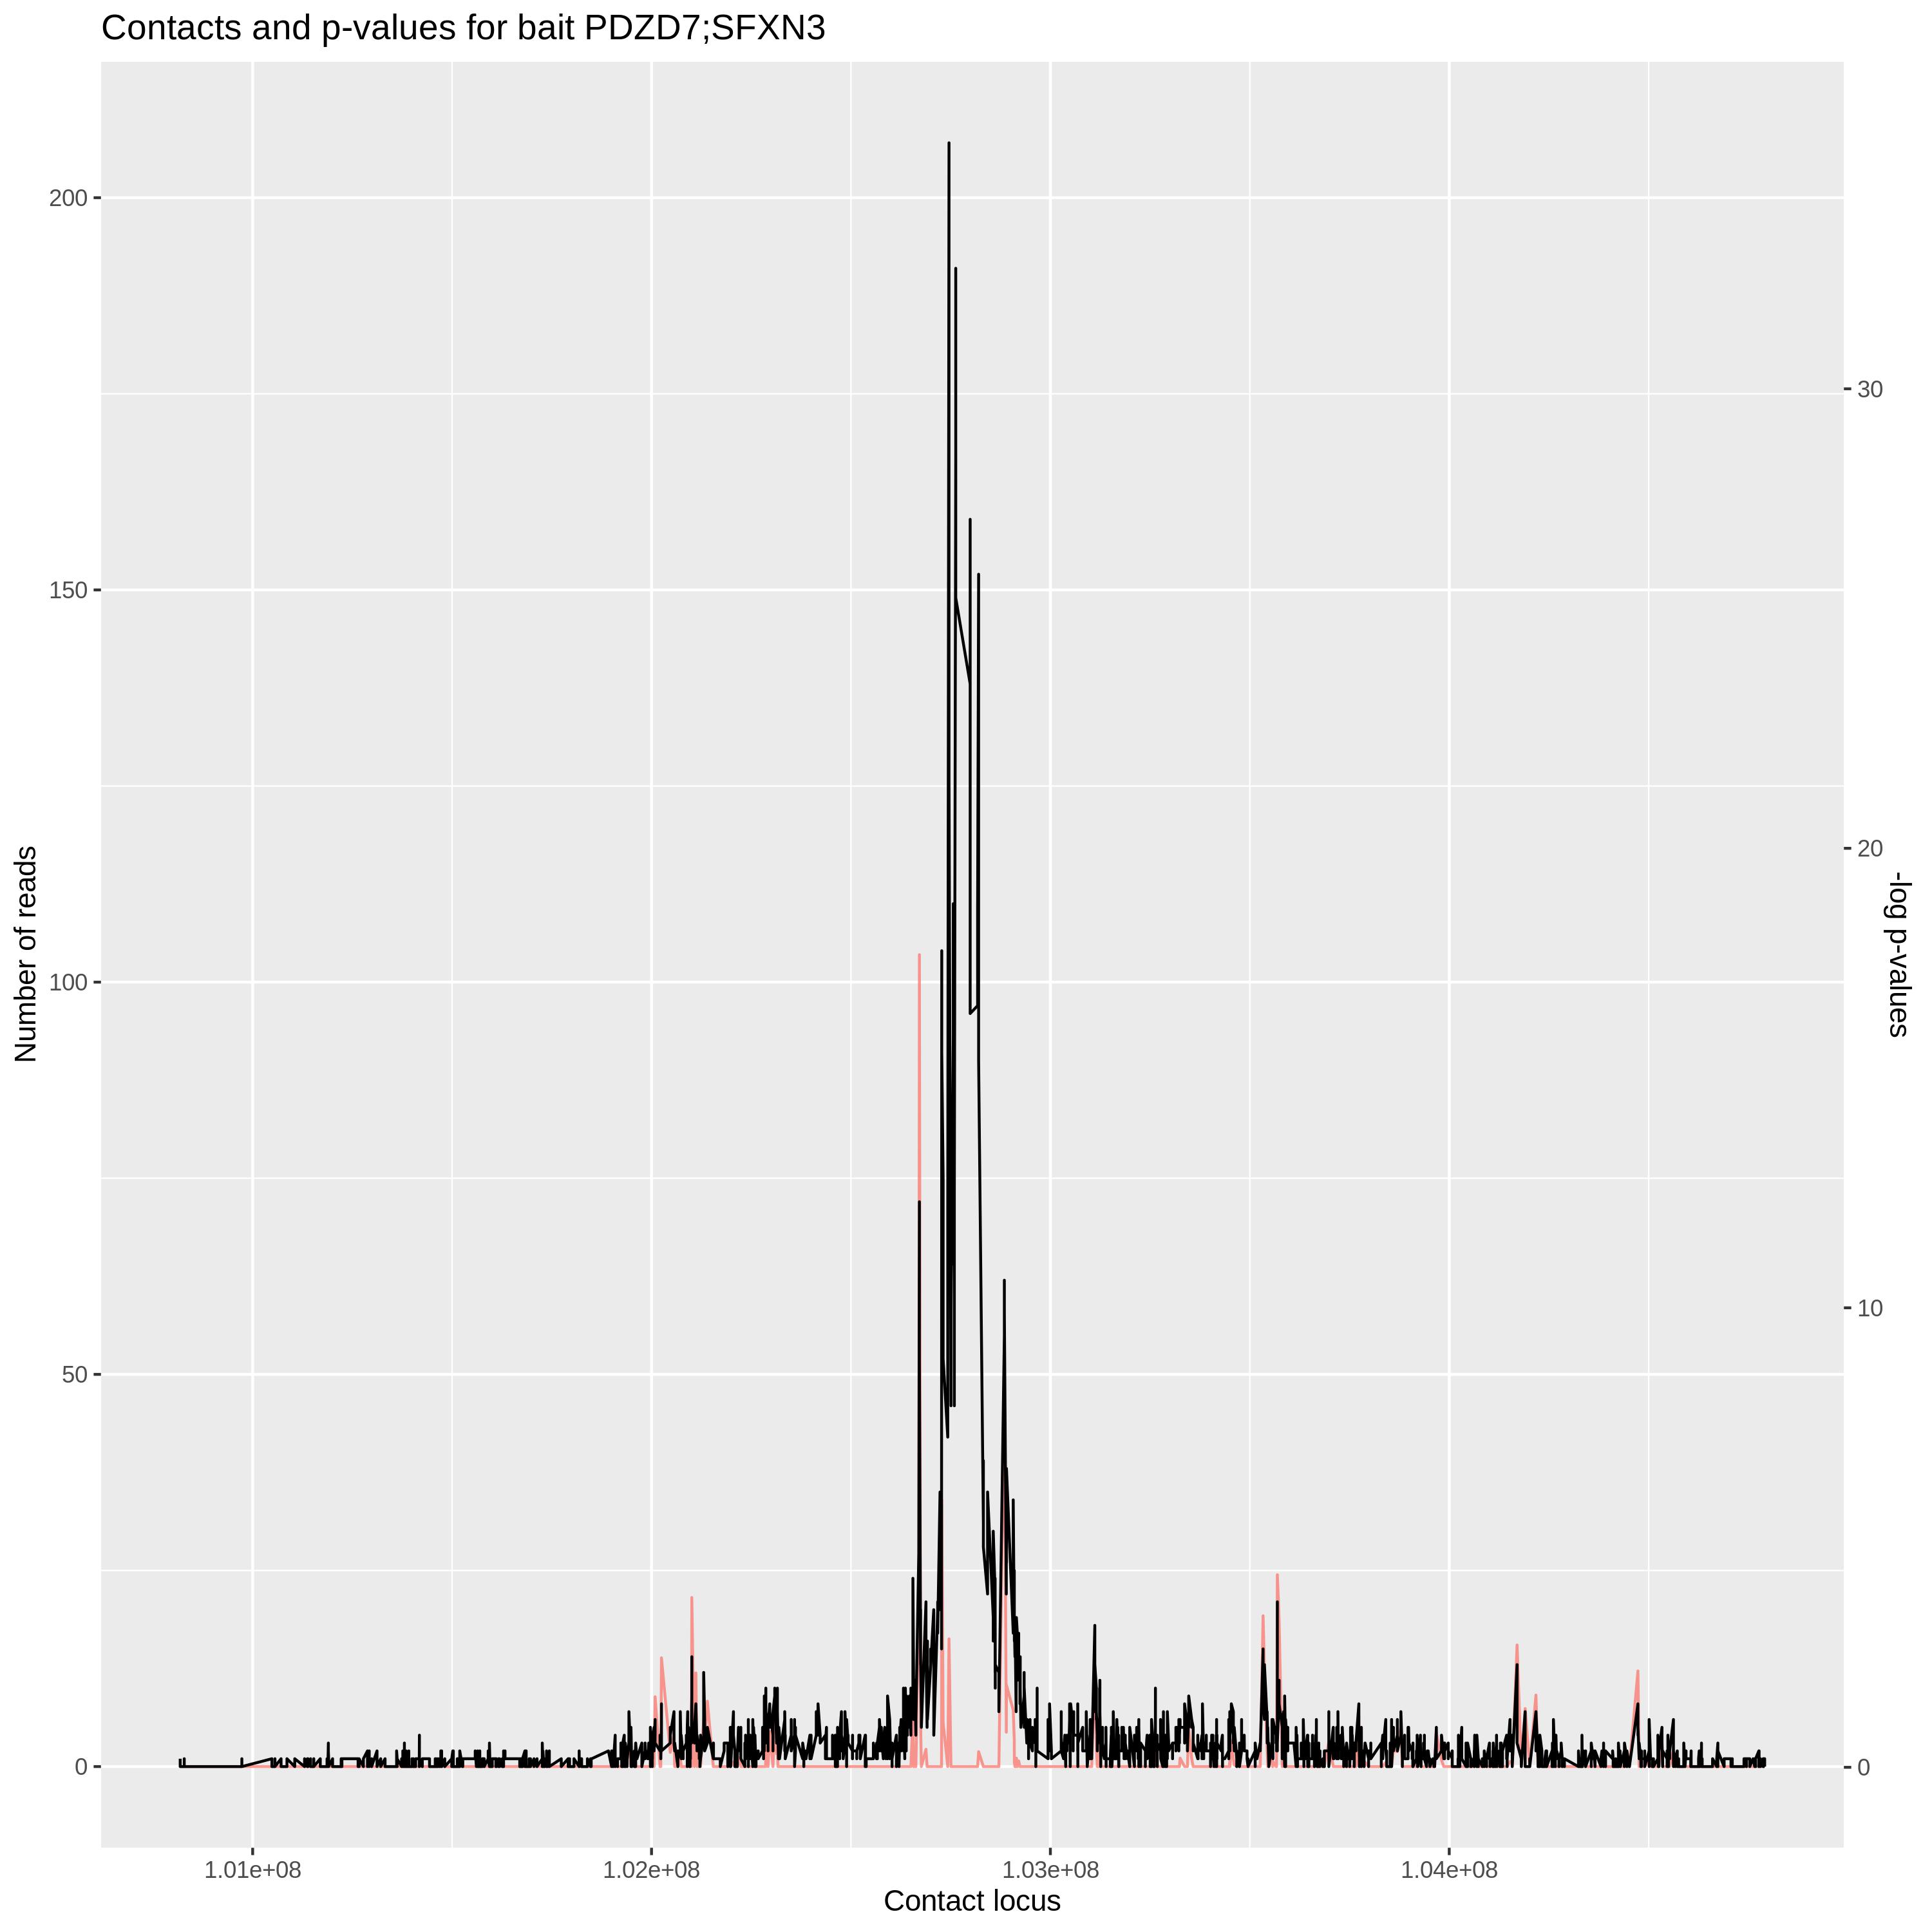 Contacts and p-values for bait PDZD7;SFXN3
200
150
100
50
0
Number of reads
30
20
10
0
-log p-values
1.01e+08
1.02e+08
1.03e+08
1.04e+08
Contact locus